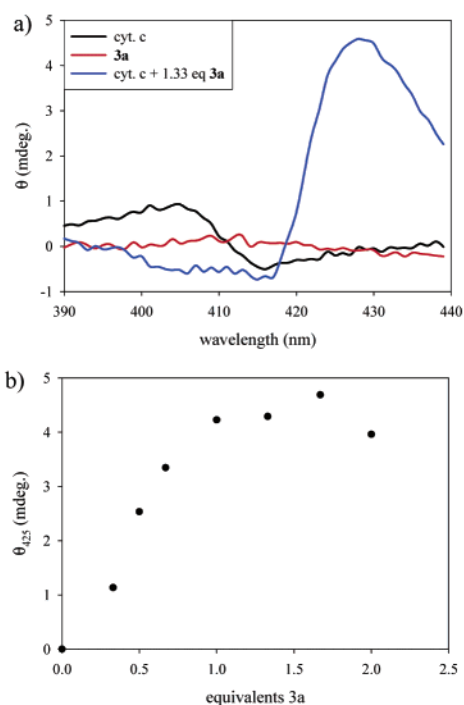 a)
5
4
3
2
1
0
-1
θ (mdeg.)
cyt. c
3a
cyt. c + 1.33 eq 3a
390 400 410 420 430 440
wavelength (nm)
b)
5
4
3
2
1
0
θ425 (mdeg.)
0.0 0.5 1.0 1.5 2.0 2.5
equivalents 3a